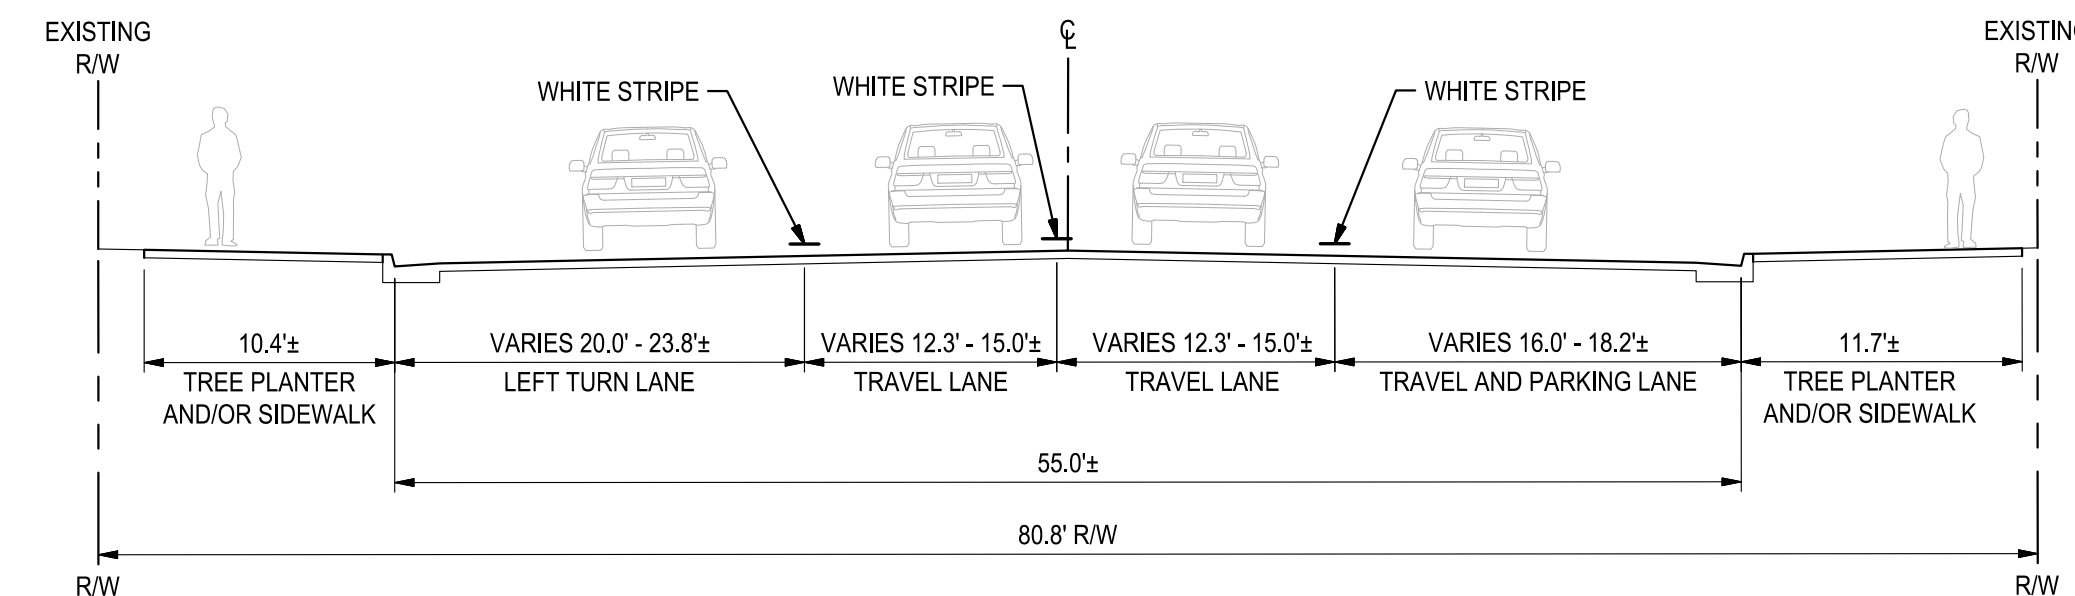 EXISTING
R/W
℄
EXISTIN
R/W
WHITE STRIPE
WHITE STRIPE
WHITE STRIPE
10.4'±
TREE PLANTER
AND/OR SIDEWALK
VARIES 20.0' - 23.8'±
LEFT TURN LANE
VARIES 12.3' - 15.0'±
TRAVEL LANE
VARIES 12.3' - 15.0'±
TRAVEL LANE
VARIES 16.0' - 18.2'±
TRAVEL AND PARKING LANE
11.7'±
TREE PLANTER
AND/OR SIDEWALK
55.0'±
80.8' R/W
R/W
R/W